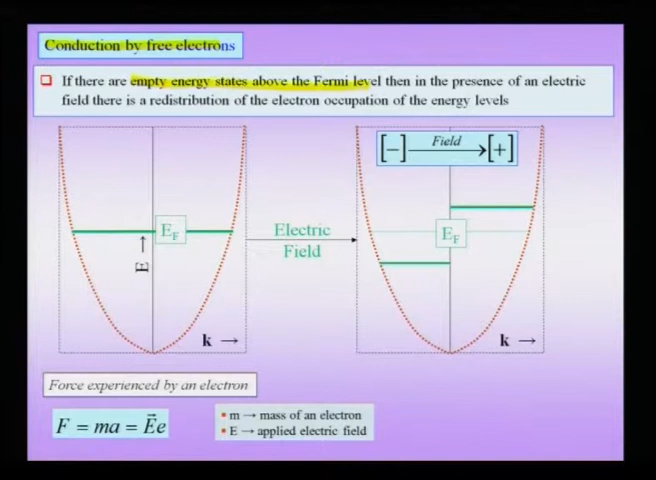 Conduction by free electrons
If there are empty energy states above the Fermi level then in the presence of an electric
field there is a redistribution of the electron occupation of the energy levels
[−] Field [+]
E_F
E →
k →
Electric
Field
E_F
k →
Force experienced by an electron
F = ma = E⃗e
m → mass of an electron
E → applied electric field